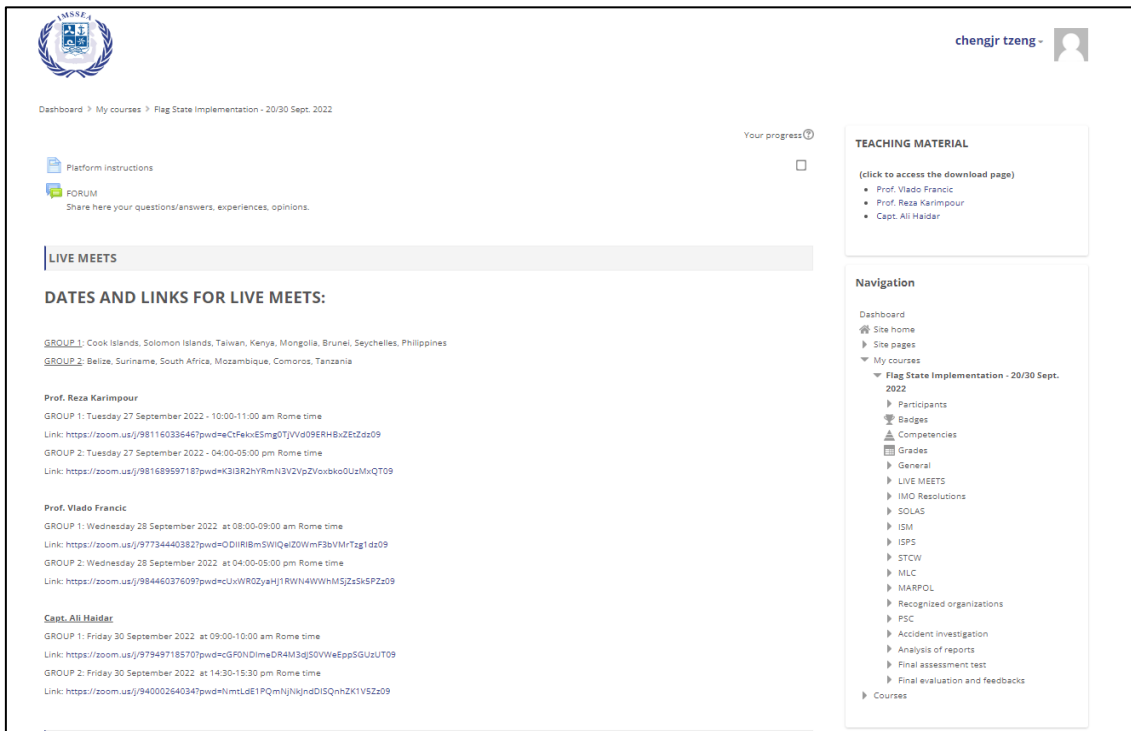 IMSSEA
chengjr tzeng
Dashboard > My courses > Flag State Implementation - 20/30 Sept. 2022
Your progress
Platform instructions
FORUM
Share here your questions/answers, experiences, opinions.
LIVE MEETS
DATES AND LINKS FOR LIVE MEETS:
GROUP 1: Cook Islands, Solomon Islands, Taiwan, Kenya, Mongolia, Brunei, Seychelles, Philippines
GROUP 2: Belize, Suriname, South Africa, Mozambique, Comoros, Tanzania
Prof. Reza Karimpour
GROUP 1: Tuesday 27 September 2022 - 10:00-11:00 am Rome time
Link: https://zoom.us/j/98116033646?pwd=eCtFekxESmg0TjVVd09ERHBxZEtZdz09
GROUP 2: Tuesday 27 September 2022 - 04:00-05:00 pm Rome time
Link: https://zoom.us/j/98168959718?pwd=K3I3R2hYRmN3V2VpZVoxbko0UzMxQT09
Prof. Vlado Francic
GROUP 1: Wednesday 28 September 2022 at 08:00-09:00 am Rome time
Link: https://zoom.us/j/97734440382?pwd=ODIIRIBmSWlQelZ0WmF3bVMrTzg1dz09
GROUP 2: Wednesday 28 September 2022 at 04:00-05:00 pm Rome time
Link: https://zoom.us/j/98446037609?pwd=cUxWR0ZyaHJ1RWN4WWhMSjZsSk5PZz09
Capt. Ali Haidar
GROUP 1: Friday 30 September 2022 at 09:00-10:00 am Rome time
Link: https://zoom.us/j/97949718570?pwd=cGF0NDlmeDR4M3dJS0VWeEppSGUzUT09
GROUP 2: Friday 30 September 2022 at 14:30-15:30 pm Rome time
Link: https://zoom.us/j/94000264034?pwd=NmtLdE1PQmNjNkJndDlSQnhZK1V5Zz09
TEACHING MATERIAL
(click to access the download page)
Prof. Vlado Francic
Prof. Reza Karimpour
Capt. Ali Haidar
Navigation
Dashboard
Site home
Site pages
My courses
Flag State Implementation - 20/30 Sept.
2022
Participants
Badges
Competencies
Grades
General
LIVE MEETS
IMO Resolutions
SOLAS
ISM
ISPS
STCW
MLC
MARPOL
Recognized organizations
PSC
Accident investigation
Analysis of reports
Final assessment test
Final evaluation and feedbacks
Courses